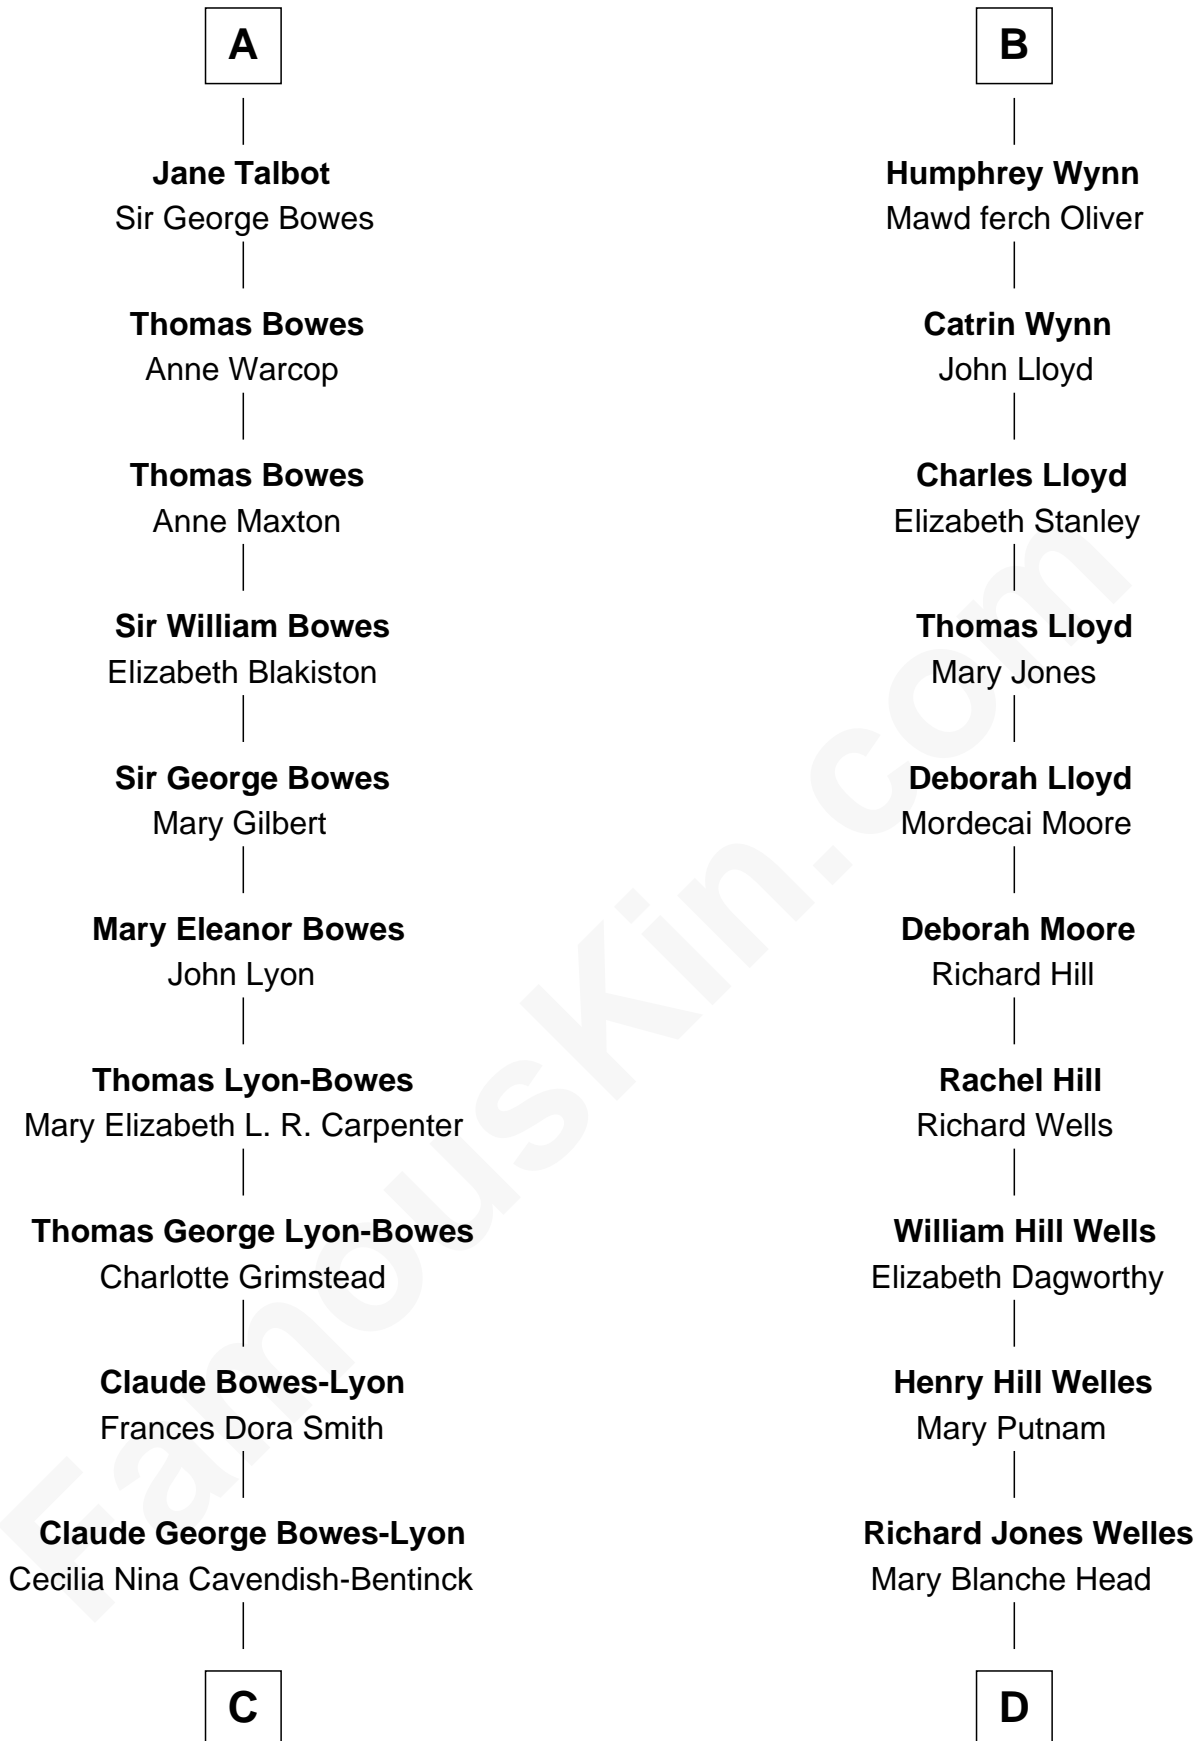 A
Jane Talbot
Sir George Bowes
Thomas Bowes
Anne Warcop
Thomas Bowes
Anne Maxton
Sir William Bowes
Elizabeth Blakiston
Sir George Bowes
Mary Gilbert
Mary Eleanor Bowes
John Lyon
Thomas Lyon-Bowes
Mary Elizabeth L. R. Carpenter
Thomas George Lyon-Bowes
Charlotte Grimstead
Claude Bowes-Lyon
Frances Dora Smith
Claude George Bowes-Lyon
Cecilia Nina Cavendish-Bentinck
C
B
Humphrey Wynn
Mawd ferch Oliver
Catrin Wynn
John Lloyd
Charles Lloyd
Elizabeth Stanley
Thomas Lloyd
Mary Jones
Deborah Lloyd
Mordecai Moore
Deborah Moore
Richard Hill
Rachel Hill
Richard Wells
William Hill Wells
Elizabeth Dagworthy
Henry Hill Welles
Mary Putnam
Richard Jones Welles
Mary Blanche Head
D
FamousKin.com